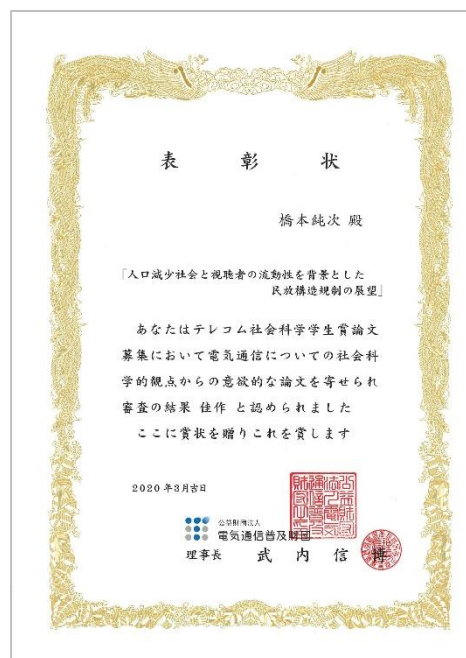 表彰状
橋本純次 殿
「人口減少社会と視聴者の流動性を背景とした
民放構造規制の展望」
あなたはテレコム社会科学学生賞論文
募集において電気通信についての社会科
学的観点からの意欲的な論文を寄せられ
審査の結果 佳作 と認められました
ここに賞状を贈りこれを賞します
2020年3月吉日
公益財団法人
電気通信普及財団
理事長 武内信博